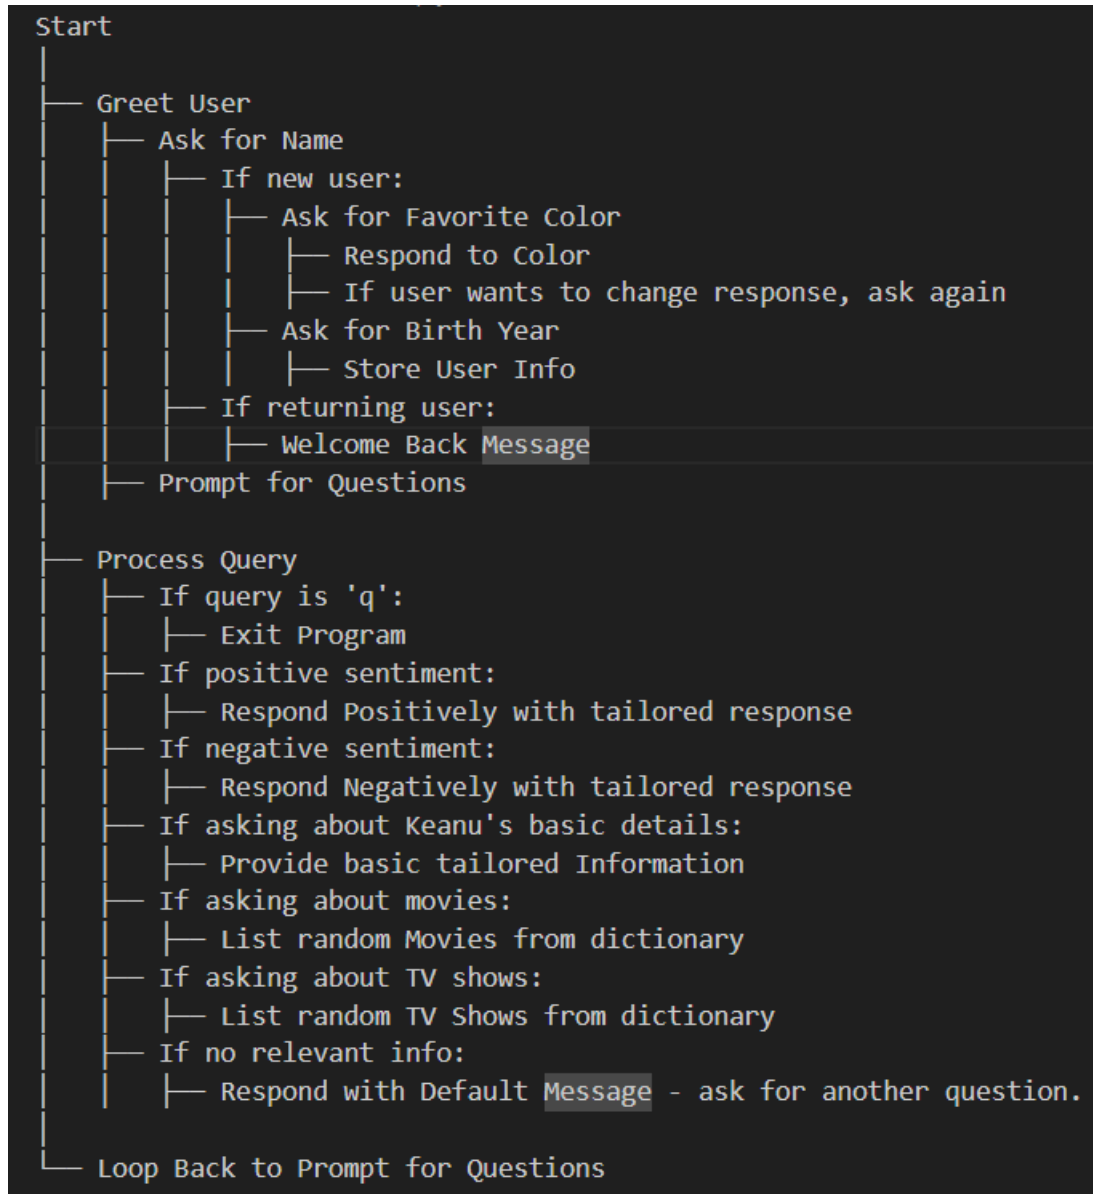 Start
│
├── Greet User
│   ├── Ask for Name
│   │   ├── If new user:
│   │   │   ├── Ask for Favorite Color
│   │   │   │   ├── Respond to Color
│   │   │   │   ├── If user wants to change response, ask again
│   │   │   ├── Ask for Birth Year
│   │   │   │   ├── Store User Info
│   │   ├── If returning user:
│   │   │   ├── Welcome Back Message
│   ├── Prompt for Questions
│
├── Process Query
│   ├── If query is 'q':
│   │   ├── Exit Program
│   ├── If positive sentiment:
│   │   ├── Respond Positively with tailored response
│   ├── If negative sentiment:
│   │   ├── Respond Negatively with tailored response
│   ├── If asking about Keanu's basic details:
│   │   ├── Provide basic tailored Information
│   ├── If asking about movies:
│   │   ├── List random Movies from dictionary
│   ├── If asking about TV shows:
│   │   ├── List random TV Shows from dictionary
│   ├── If no relevant info:
│   │   ├── Respond with Default Message - ask for another question.
│
└── Loop Back to Prompt for Questions